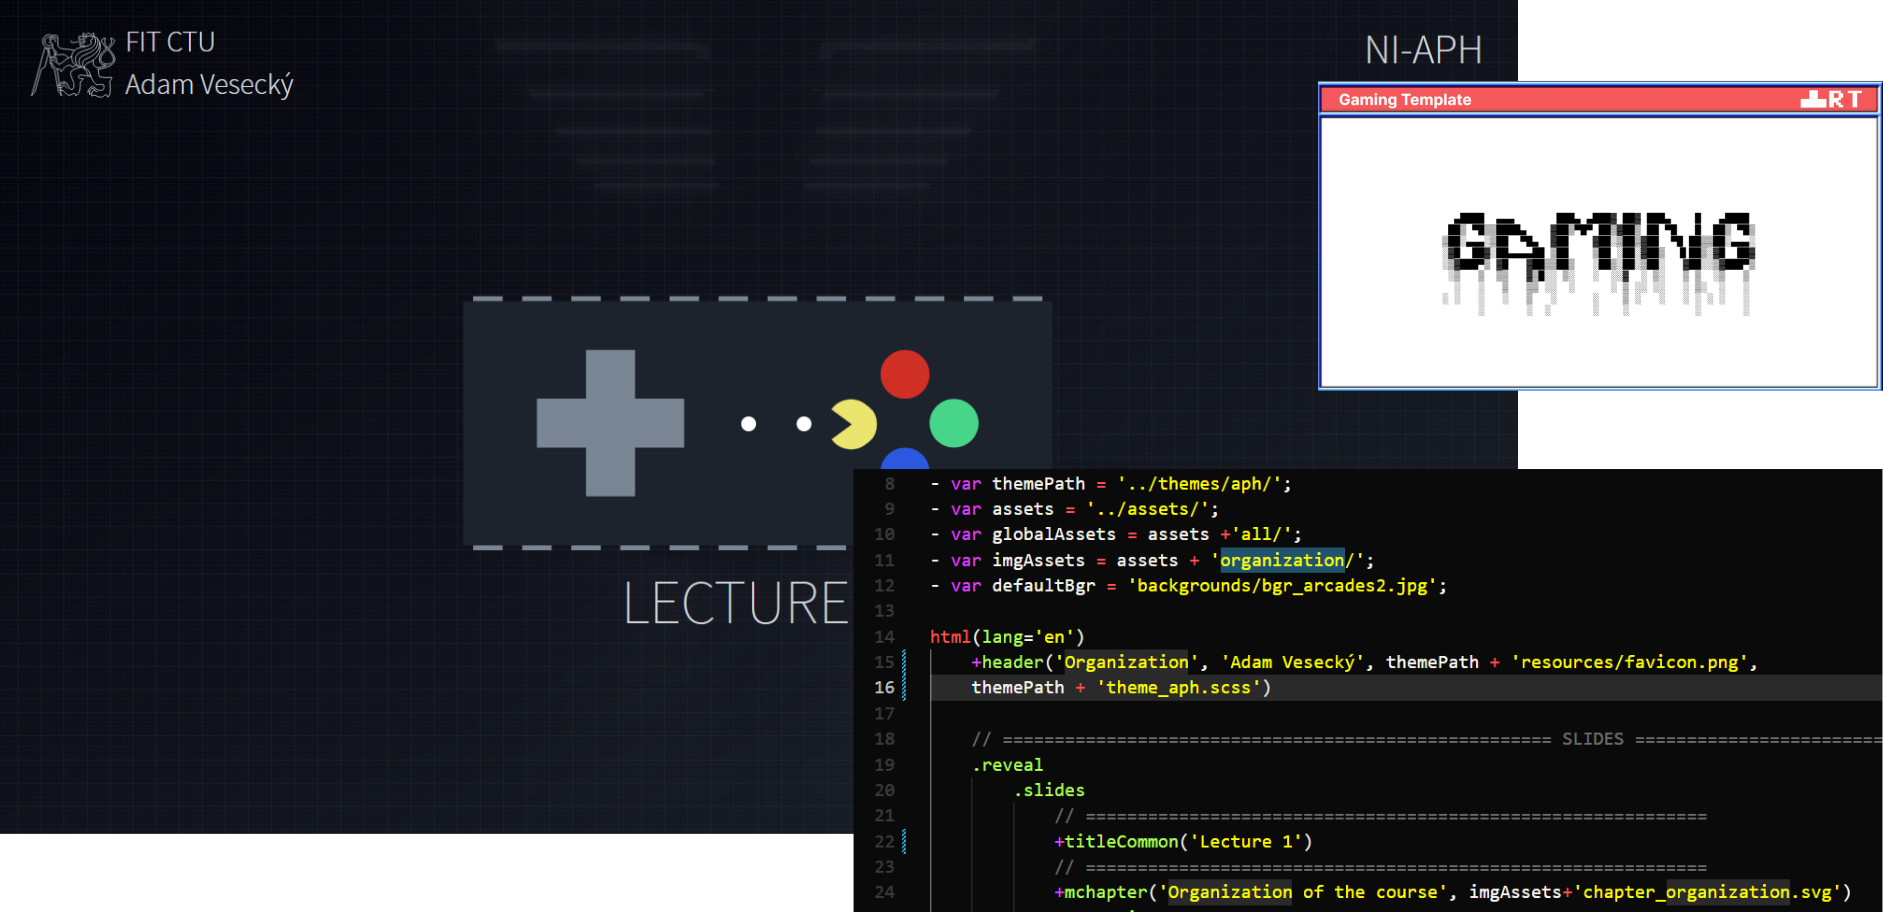 FIT CTU
Adam Vesecký
NI-APH
Gaming Template
ART
GAMING
LECTURE
8 - var themePath = '../themes/aph/';
9 - var assets = '../assets/';
10 - var globalAssets = assets +'all/';
11 - var imgAssets = assets + 'organization/';
12 - var defaultBgr = 'backgrounds/bgr_arcades2.jpg';
13
14 html(lang='en')
15 +header('Organization', 'Adam Vesecký', themePath + 'resources/favicon.png',
16 themePath + 'theme_aph.scss')
17
18 // ===================================================== SLIDES ========================
19 .reveal
20 .slides
21 // ============================================================
22 +titleCommon('Lecture 1')
23 // ============================================================
24 +mchapter('Organization of the course', imgAssets+'chapter_organization.svg')